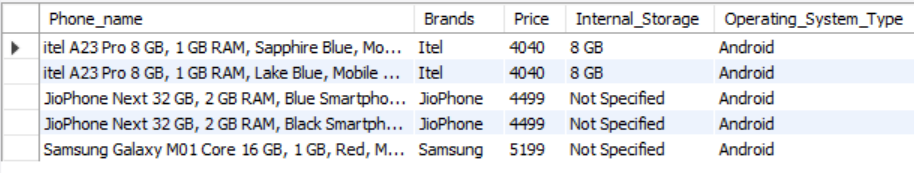 Phone_name Brands Price Internal_Storage Operating_System_Type
itel A23 Pro 8 GB, 1 GB RAM, Sapphire Blue, Mo... Itel 4040 8 GB Android
itel A23 Pro 8 GB, 1 GB RAM, Lake Blue, Mobile ... Itel 4040 8 GB Android
JioPhone Next 32 GB, 2 GB RAM, Blue Smartpho... JioPhone 4499 Not Specified Android
JioPhone Next 32 GB, 2 GB RAM, Black Smartph... JioPhone 4499 Not Specified Android
Samsung Galaxy M01 Core 16 GB, 1 GB, Red, M... Samsung 5199 Not Specified Android